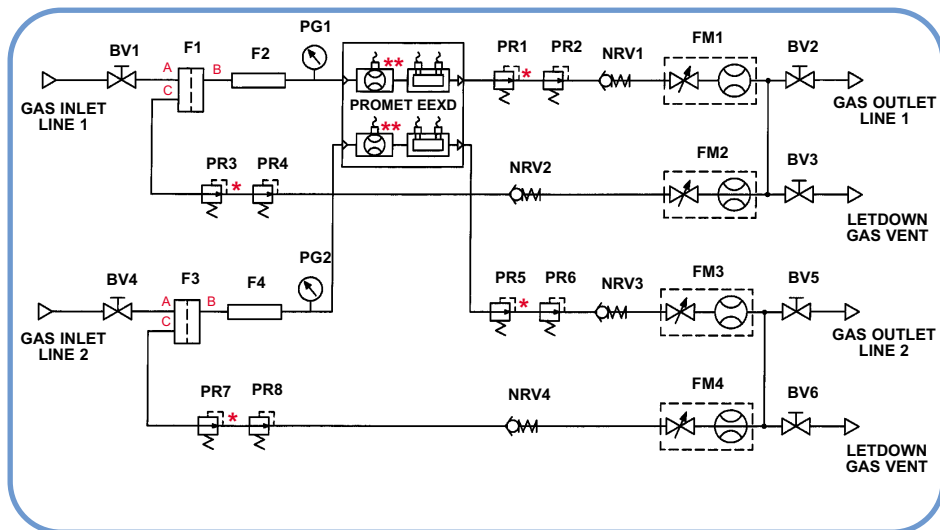 PG1
BV1 F1 F2 PR1 PR2 NRV1 FM1 BV2
A B ** *
C
PROMET EEXD
GAS INLET
LINE 1
GAS OUTLET
LINE 1
**
PR3 PR4 NRV2 FM2 BV3
*
LETDOWN
GAS VENT
PG2
BV4 F3 F4 PR5 PR6 NRV3 FM3 BV5
A B *
C
GAS INLET
LINE 2
GAS OUTLET
LINE 2
PR7 PR8 NRV4 FM4 BV6
*
LETDOWN
GAS VENT